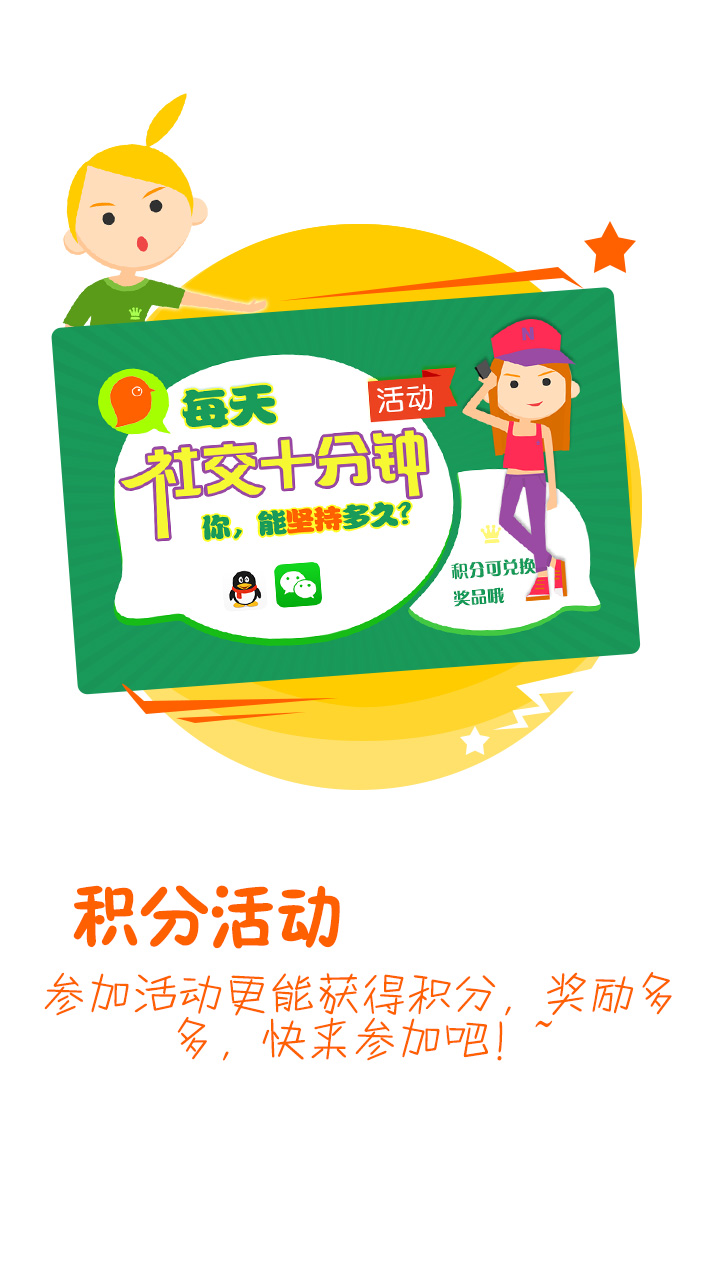 每天
活动
社交十分钟
你，能坚持多久？
积分可兑换
奖品哦
积分活动
参加活动更能获得积分，奖励多
多，快来参加吧！~